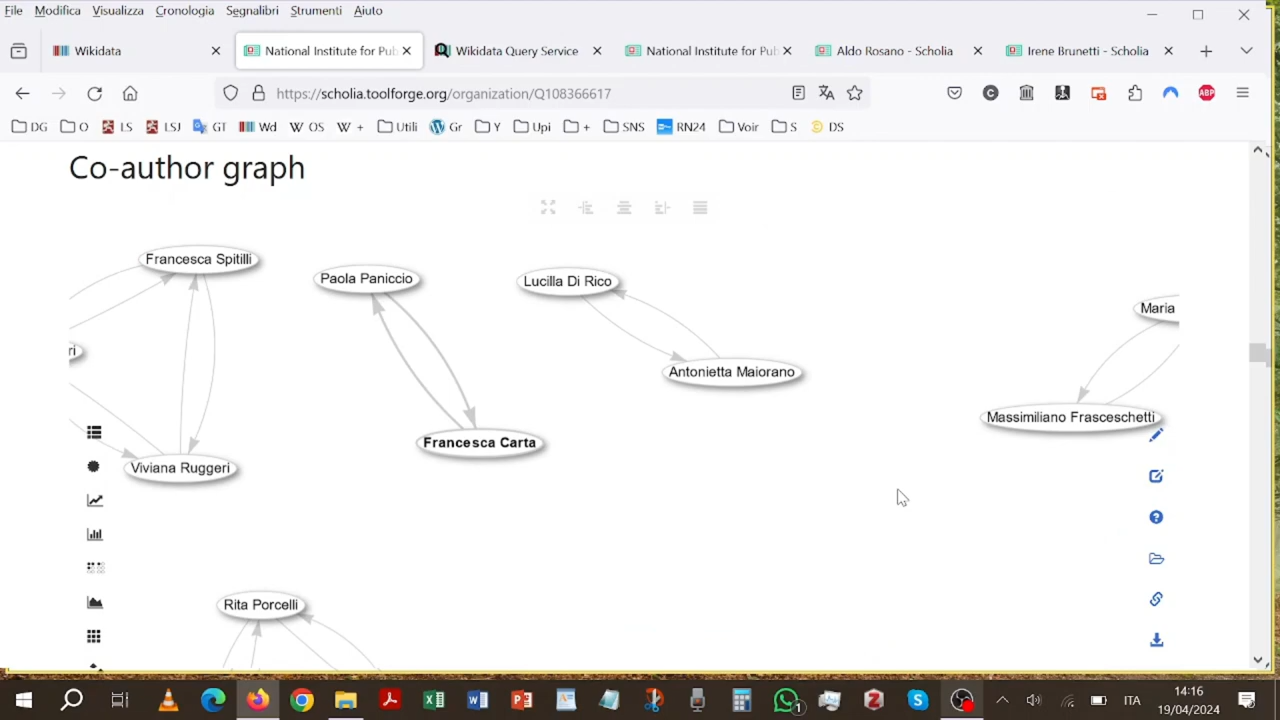 File Modifica Visualizza Cronologia Segnalibri Strumenti Aiuto
Wikidata
National Institute for Pub
Wikidata Query Service
National Institute for Pub
Aldo Rosano - Scholia
Irene Brunetti - Scholia
https://scholia.toolforge.org/organization/Q108366617
DG O LS LSJ GT Wd OS + Utili Gr Y Upi + SNS RN24 Voir S DS
Co-author graph
Francesca Spitilli
Paola Paniccio
Lucilla Di Rico
Maria
ri
Antonietta Maiorano
Massimiliano Frasceschetti
Francesca Carta
Viviana Ruggeri
Rita Porcelli
ITA
14:16
19/04/2024